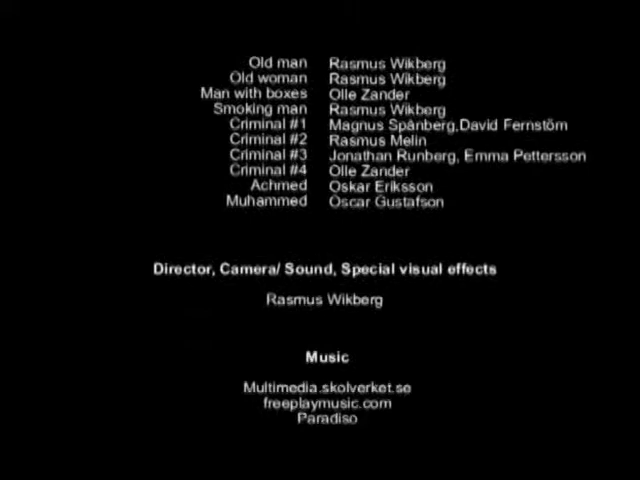 Old man Rasmus Wikberg
Old woman Rasmus Wikberg
Man with boxes Olle Zander
Smoking man Rasmus Wikberg
Criminal #1 Magnus Spånberg,David Fernstöm
Criminal #2 Rasmus Melin
Criminal #3 Jonathan Runberg, Emma Pettersson
Criminal #4 Olle Zander
Achmed Oskar Eriksson
Muhammed Oscar Gustafson
Director, Camera/ Sound, Special visual effects
Rasmus Wikberg
Music
Multimedia.skolverket.se
freeplaymusic.com
Paradiso